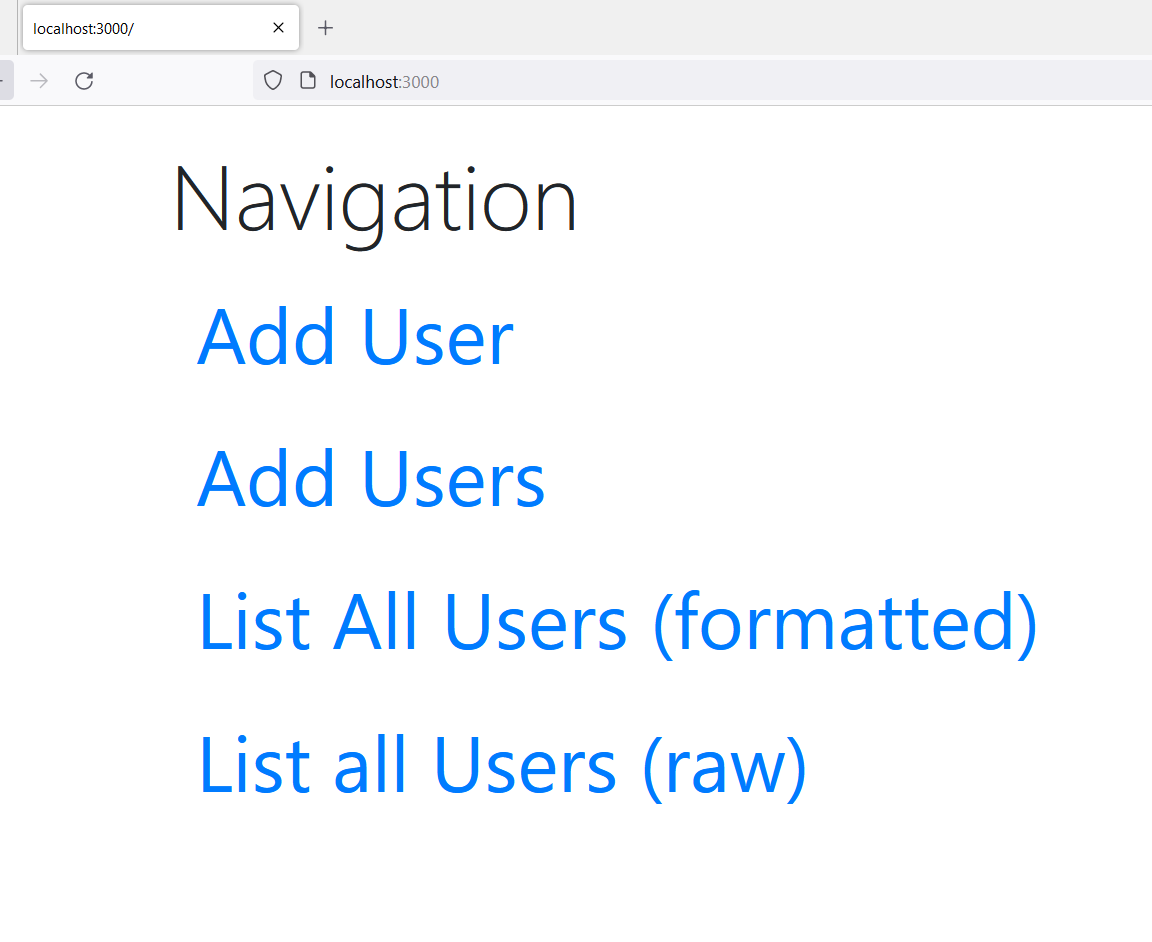 localhost:3000/
localhost:3000
Navigation
Add User
Add Users
List All Users (formatted)
List all Users (raw)